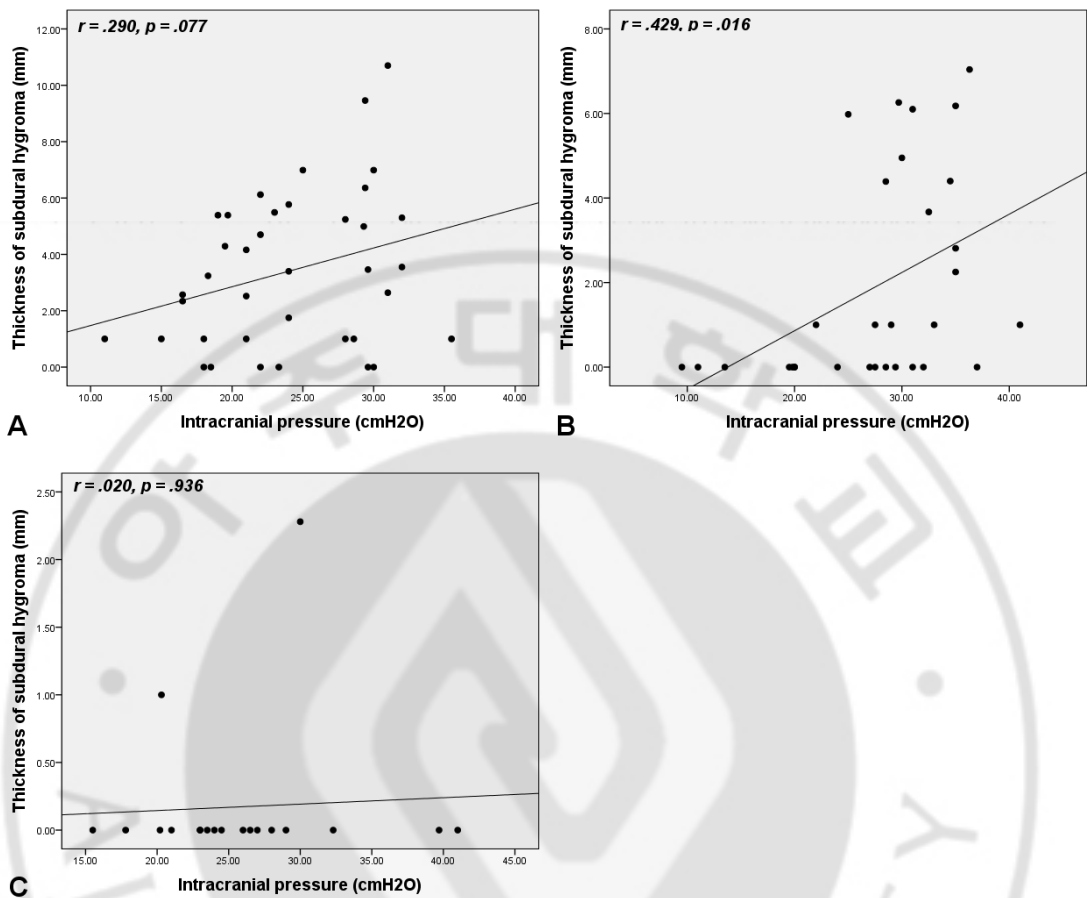 r = .290, p = .077
Thickness of subdural hygroma (mm)
12.00
10.00
8.00
6.00
4.00
2.00
0.00
10.00 15.00 20.00 25.00 30.00 35.00 40.00
Intracranial pressure (cmH2O)
A
r = .429, p = .016
Thickness of subdural hygroma (mm)
8.00
6.00
4.00
2.00
0.00
10.00 20.00 30.00 40.00
Intracranial pressure (cmH2O)
B
r = .020, p = .936
Thickness of subdural hygroma (mm)
2.50
2.00
1.50
1.00
0.50
0.00
15.00 20.00 25.00 30.00 35.00 40.00 45.00
Intracranial pressure (cmH2O)
C
아주대학교